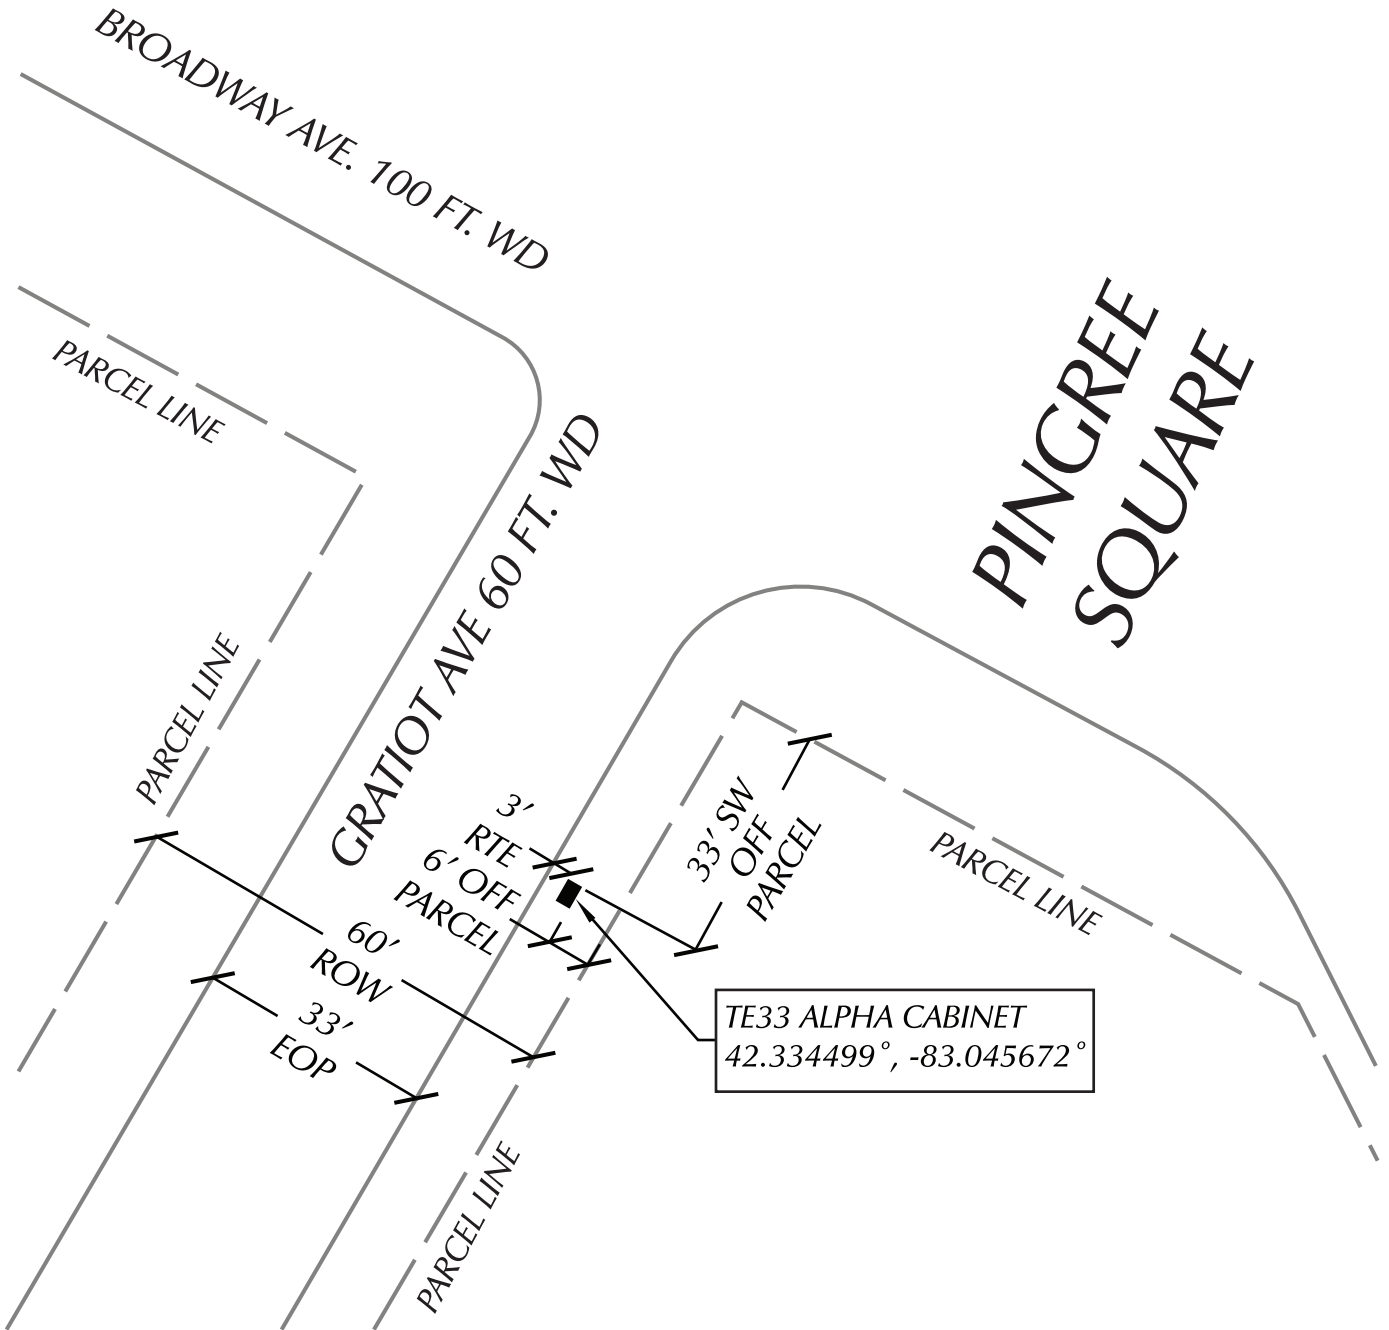 BROADWAY AVE. 100 FT. WD
PARCEL LINE
PINGREE
SQUARE
GRATIOT AVE 60 FT. WD
PARCEL LINE
3'
RTE
6' OFF
PARCEL
33' SW
OFF
PARCEL
PARCEL LINE
60'
ROW
33'
EOP
TE33 ALPHA CABINET
42.334499°, -83.045672°
PARCEL LINE